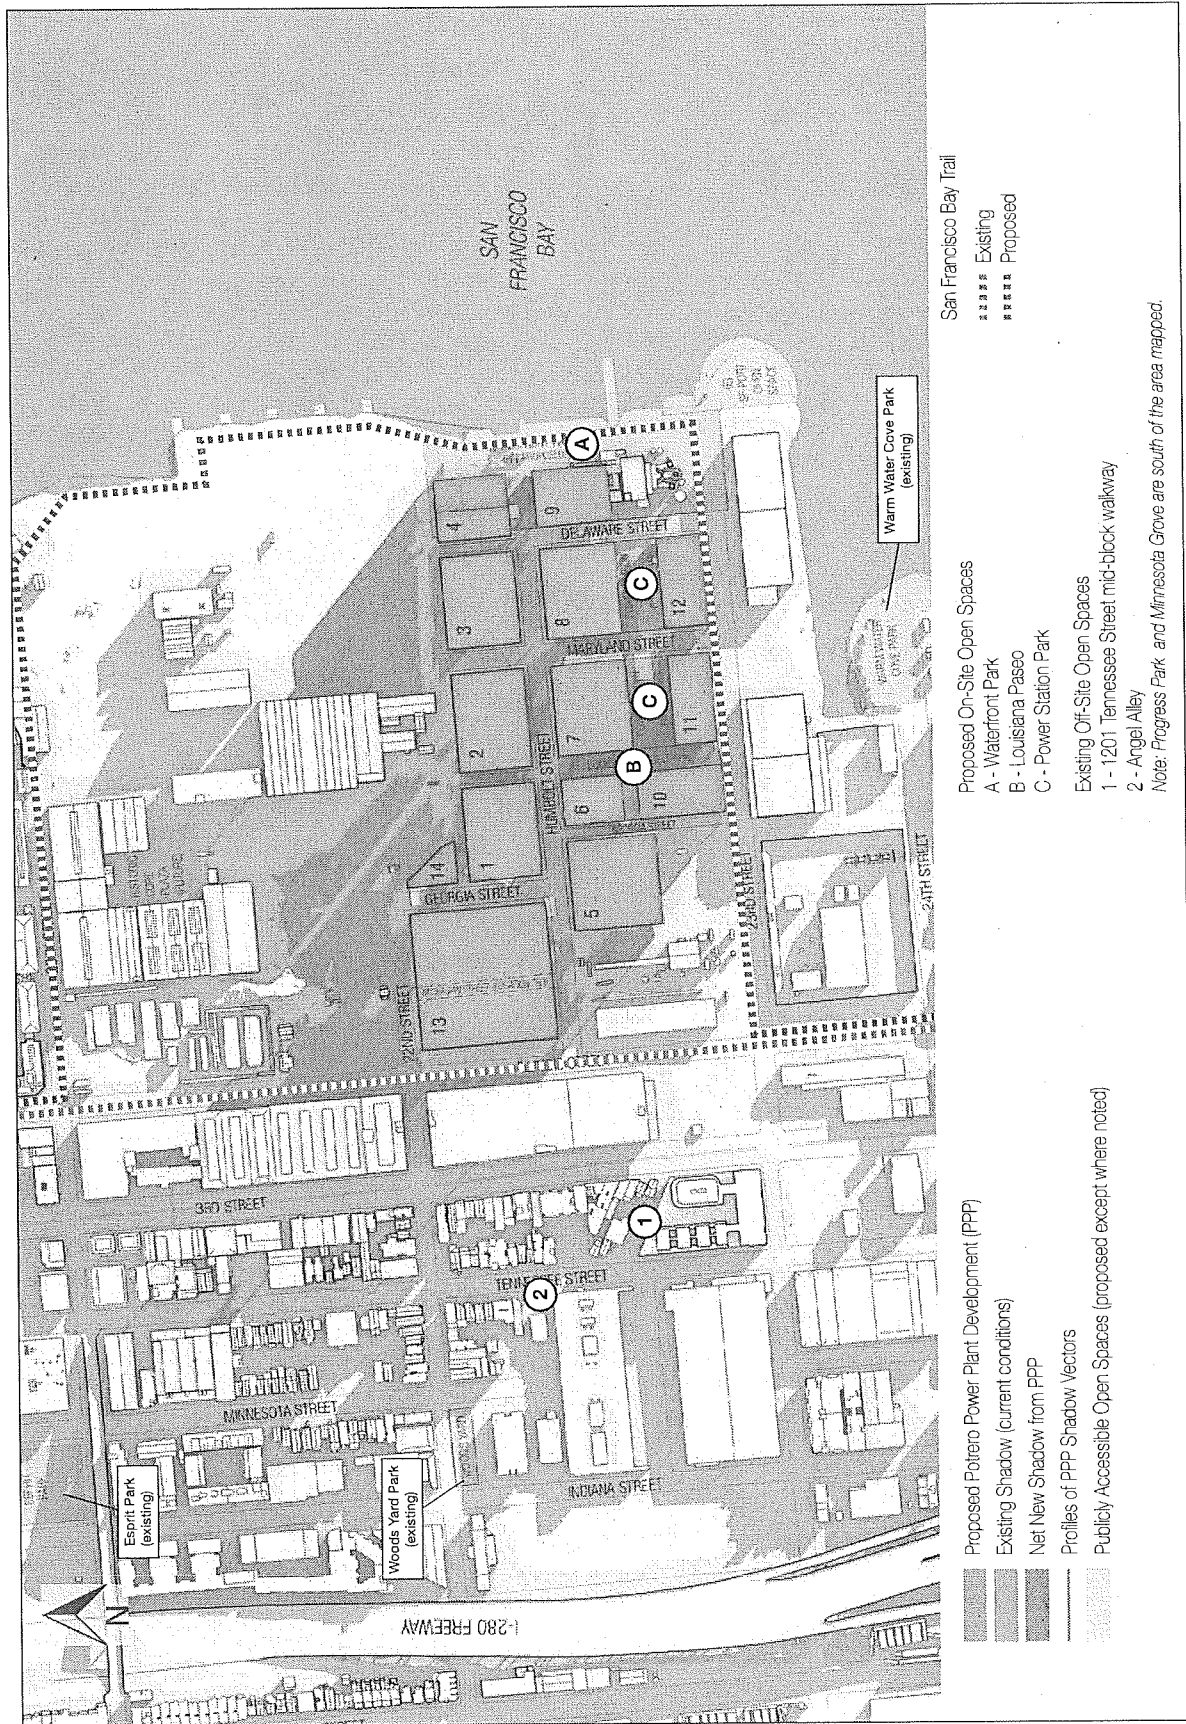 SAN
FRANCISCO
BAY
Esprit Park
(existing)
N
Woods Yard Park
(existing)
I-280 FREEWAY
MINNESOTA STREET
INDIANA STREET
TENNESSEE STREET
3RD STREET
22ND STREET
GEORGIA STREET
HUMBOLDT STREET
MARYLAND STREET
DELAWARE STREET
23RD STREET
24TH STREET
WARM WATER
COVE PARK
Warm Water Cove Park
(existing)
1
2
3
4
5
6
7
8
9
10
11
12
13
14
A
B
C
C
1
2
Proposed Potrero Power Plant Development (PPP)
Existing Shadow (current conditions)
Net New Shadow from PPP
Profiles of PPP Shadow Vectors
Publicly Accessible Open Spaces (proposed except where noted)
Proposed On-Site Open Spaces
A - Waterfront Park
B - Louisiana Paseo
C - Power Station Park
Existing Off-Site Open Spaces
1 - 1201 Tennessee Street mid-block walkway
2 - Angel Alley
Note: Progress Park and Minnesota Grove are south of the area mapped.
San Francisco Bay Trail
Existing
Proposed